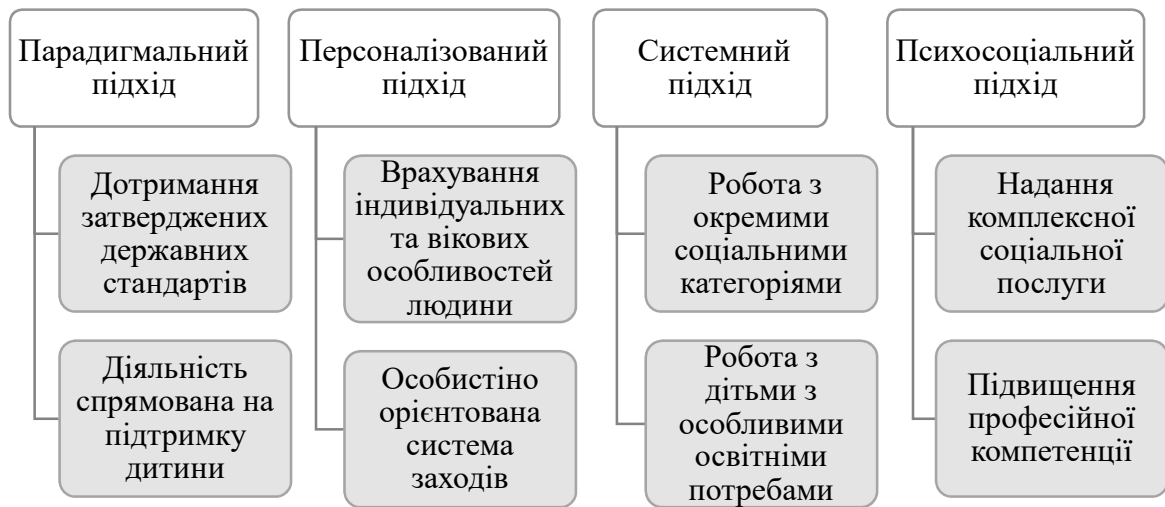 Парадигмальний
підхід
Дотримання
затверджених
державних
стандартів
Діяльність
спрямована на
підтримку
дитини
Персоналізований
підхід
Врахування
індивідуальних
та вікових
особливостей
людини
Особистіно
орієнтована
система
заходів
Системний
підхід
Робота з
окремими
соціальними
категоріями
Робота з
дітьми з
особливими
освітніми
потребами
Психосоціальний
підхід
Надання
комплексної
соціальної
послуги
Підвищення
професійної
компетенції